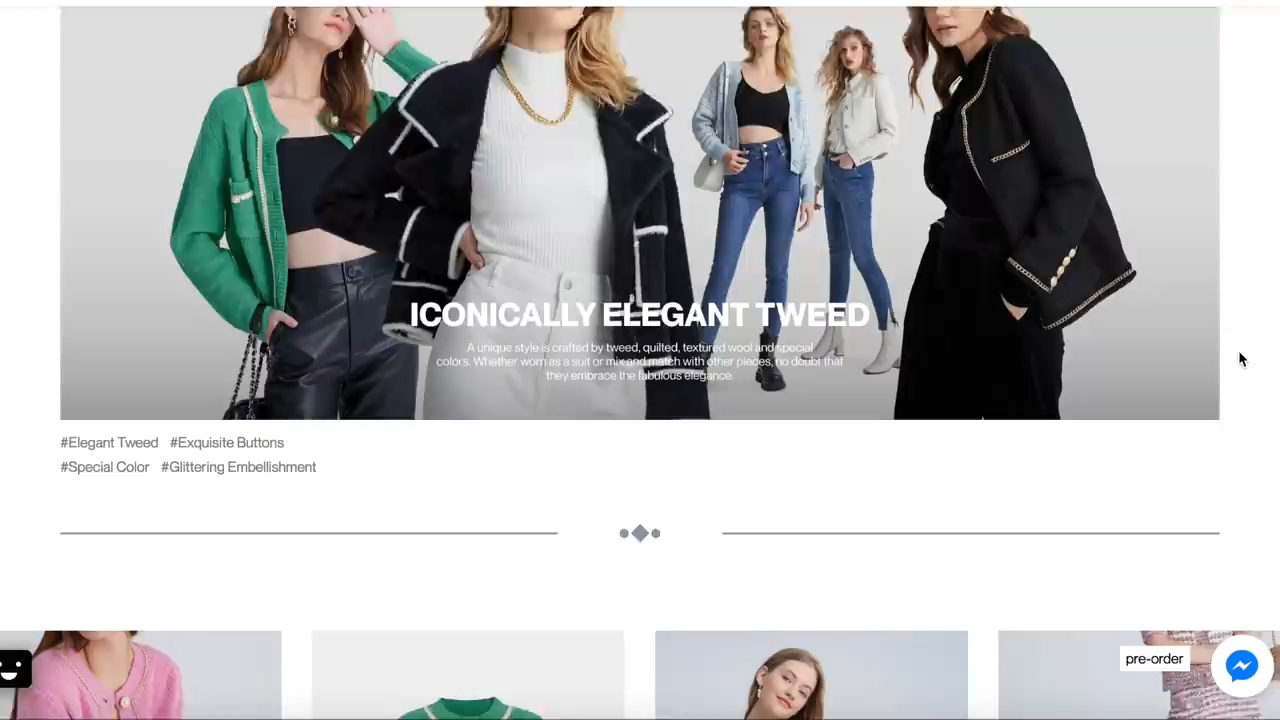 ICONICALLY ELEGANT TWEED
A unique style is crafted by tweed, quilted, textured wool and special
colors. Whether worn as a suit or mix and match with other pieces, no doubt that
they embrace the fabulous elegance.
#Elegant Tweed #Exquisite Buttons
#Special Color #Glittering Embellishment
pre-order